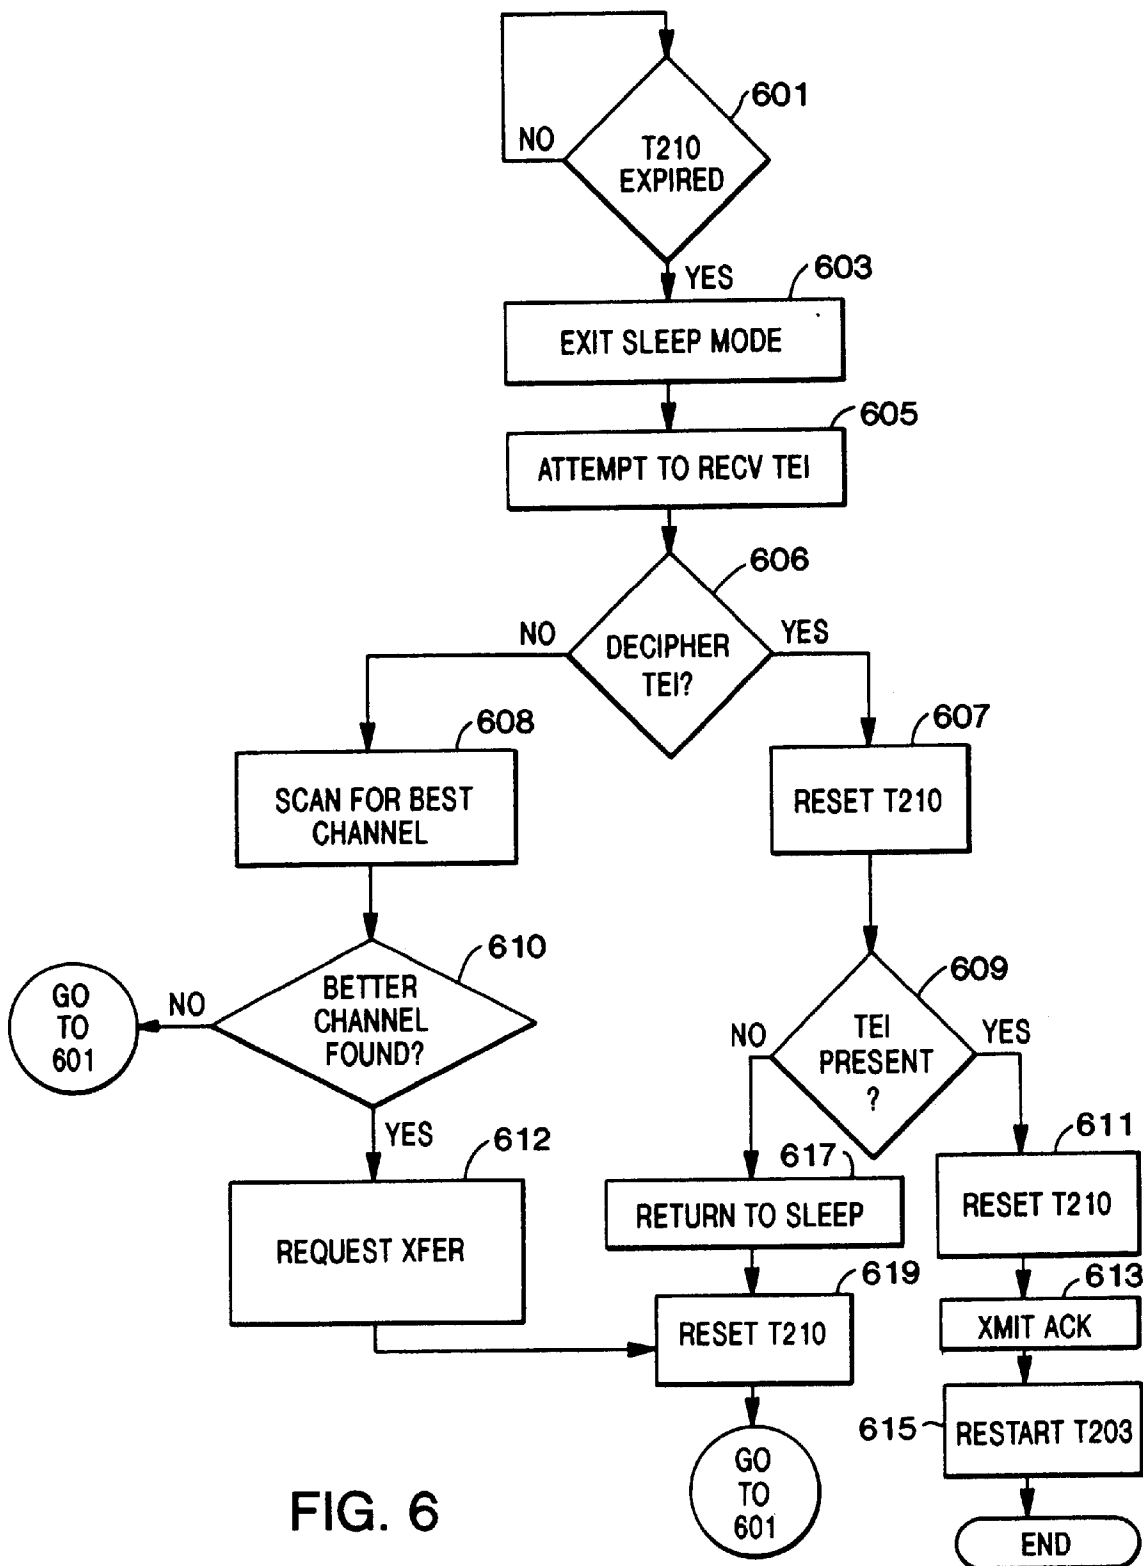 601
T210
EXPIRED
NO
YES
603
EXIT SLEEP MODE
605
ATTEMPT TO RECV TEI
606
DECIPHER
TEI?
NO
YES
608
SCAN FOR BEST
CHANNEL
607
RESET T210
610
BETTER
CHANNEL
FOUND?
NO
GO
TO
601
YES
609
TEI
PRESENT
?
NO
YES
612
REQUEST XFER
617
RETURN TO SLEEP
611
RESET T210
619
RESET T210
613
XMIT ACK
615
RESTART T203
GO
TO
601
END
FIG. 6